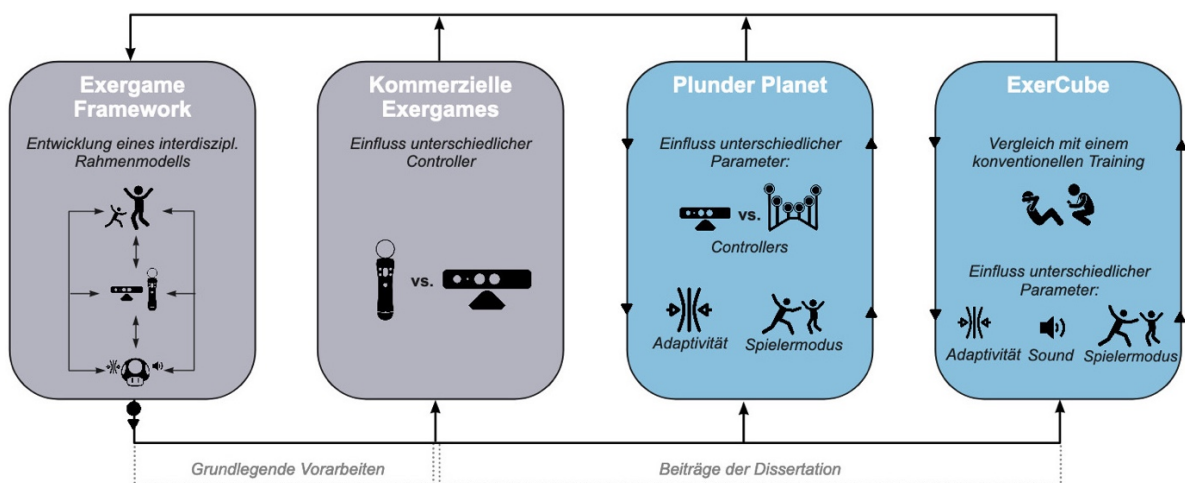 Exergame
Framework
Entwicklung eines interdiszipl.
Rahmenmodells
Kommerzielle
Exergames
Einfluss unterschiedlicher
Controller
vs.
Plunder Planet
Einfluss unterschiedlicher
Parameter:
vs.
Controllers
Adaptivität
Spielermodus
ExerCube
Vergleich mit einem
konventionellen Training
Einfluss unterschiedlicher
Parameter:
Adaptivität
Sound
Spielermodus
Grundlegende Vorarbeiten
Beiträge der Dissertation